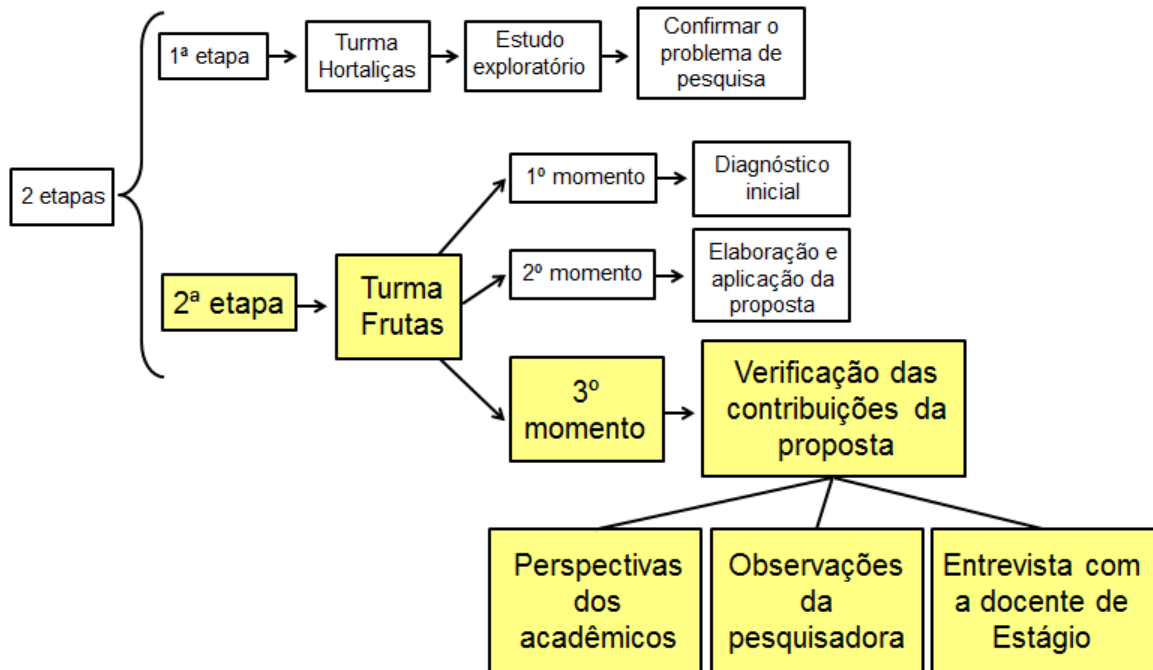 1ª etapa
Turma
Hortaliças
Estudo
exploratório
Confirmar o
problema de
pesquisa
2 etapas
1º momento
Diagnóstico
inicial
2º momento
Elaboração e
aplicação da
proposta
2ª etapa
Turma
Frutas
3º
momento
Verificação das
contribuições da
proposta
Perspectivas
dos
acadêmicos
Observações
da
pesquisadora
Entrevista com
a docente de
Estágio